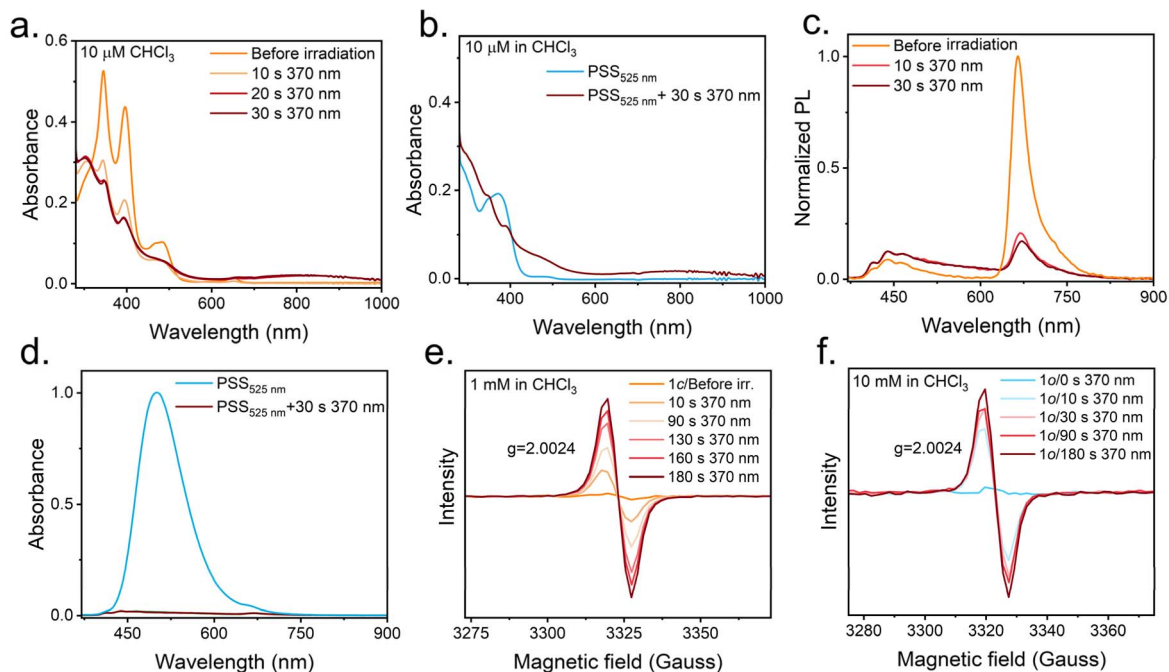 a.
10 μM CHCl3
Before irradiation
10 s 370 nm
20 s 370 nm
30 s 370 nm
Absorbance
0.6
0.4
0.2
0.0
400
600
800
1000
Wavelength (nm)
b.
10 μM in CHCl3
PSS525 nm
PSS525 nm+ 30 s 370 nm
Absorbance
0.4
0.2
0.0
400
600
800
1000
Wavelength (nm)
c.
Before irradiation
10 s 370 nm
30 s 370 nm
Normalized PL
1.0
0.5
0.0
450
600
750
900
Wavelength (nm)
d.
PSS525 nm
PSS525 nm+30 s 370 nm
Absorbance
1.0
0.5
0.0
450
600
750
900
Wavelength (nm)
e.
1 mM in CHCl3
g=2.0024
1c/Before irr.
10 s 370 nm
90 s 370 nm
130 s 370 nm
160 s 370 nm
180 s 370 nm
Intensity
3275
3300
3325
3350
Magnetic field (Gauss)
f.
10 mM in CHCl3
g=2.0024
1o/0 s 370 nm
1o/10 s 370 nm
1o/30 s 370 nm
1o/90 s 370 nm
1o/180 s 370 nm
Intensity
3280
3300
3320
3340
3360
Magnetic field (Gauss)